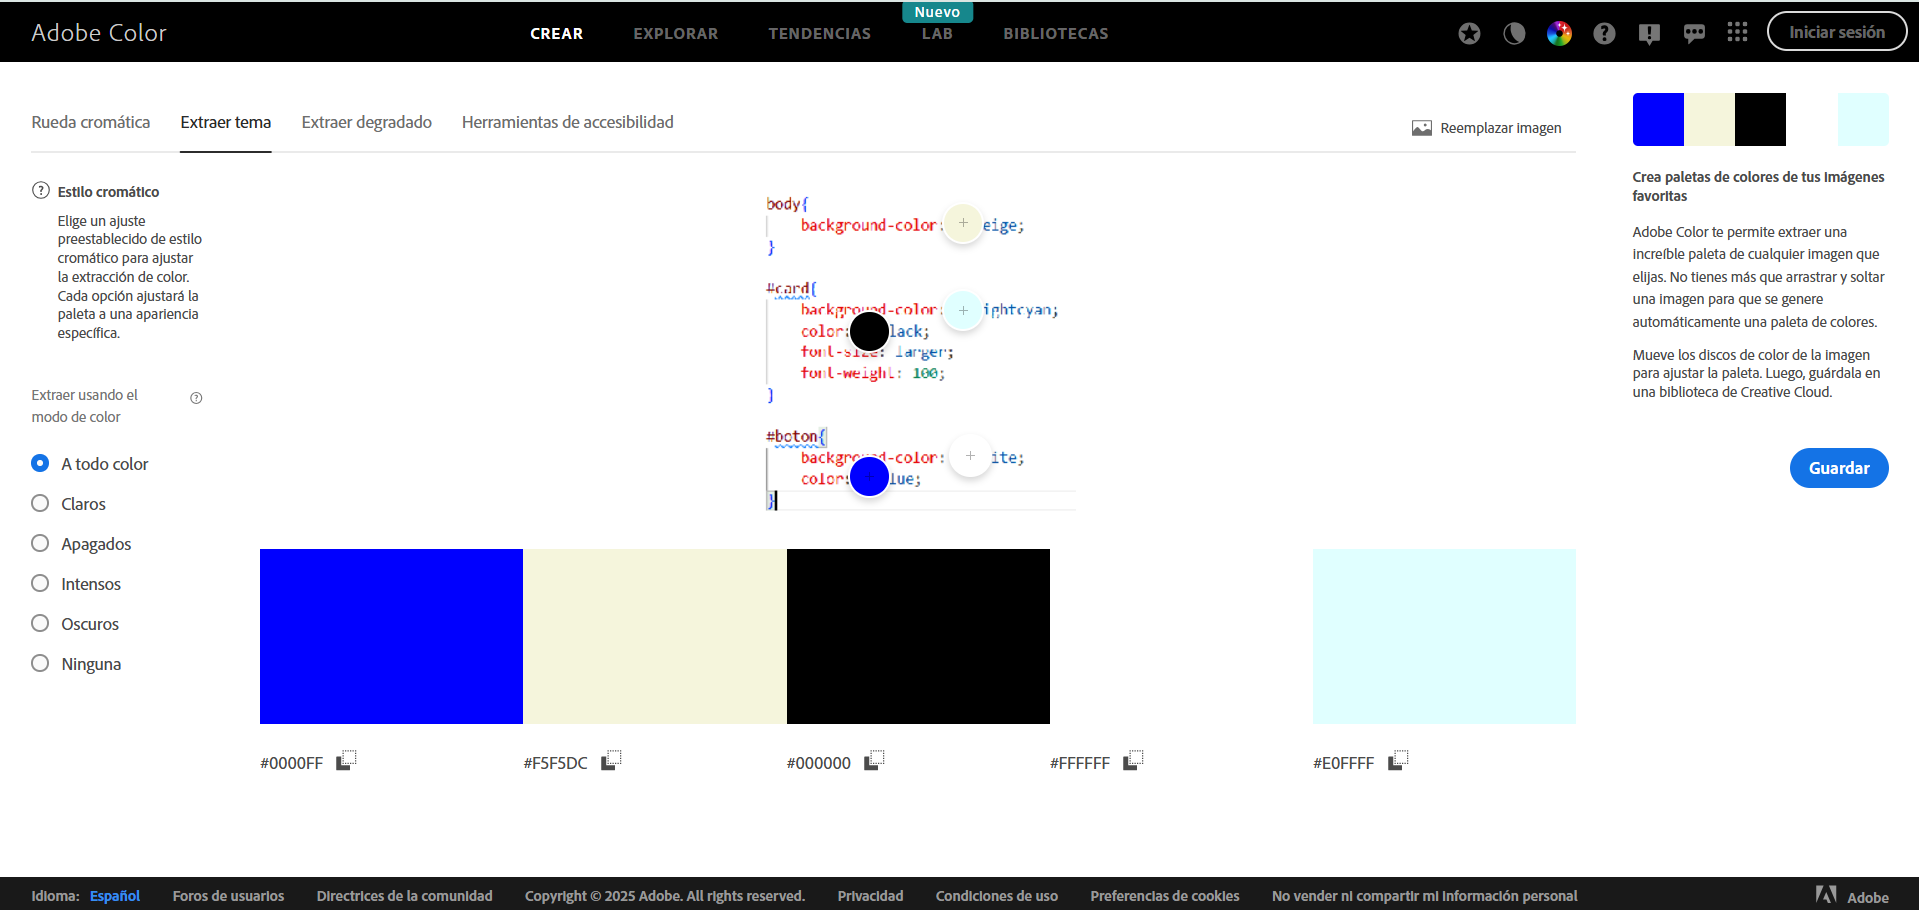 Adobe Color
CREAR
EXPLORAR
TENDENCIAS
Nuevo
LAB
BIBLIOTECAS
Iniciar sesión
Rueda cromática
Extraer tema
Extraer degradado
Herramientas de accesibilidad
Reemplazar imagen
Estilo cromático
Elige un ajuste
preestablecido de estilo
cromático para ajustar
la extracción de color.
Cada opción ajustará la
paleta a una apariencia
específica.
Extraer usando el
modo de color
A todo color
Claros
Apagados
Intensos
Oscuros
Ninguna
body{
background-color: eige;
}
#card{
background-color: ightcyan;
color: lack;
font-size: larger;
font-weight: 100;
}
#boton{
background-color: ite;
color: lue;
}
#0000FF
#F5F5DC
#000000
#FFFFFF
#E0FFFF
Crea paletas de colores de tus imágenes
favoritas
Adobe Color te permite extraer una
increíble paleta de cualquier imagen que
elijas. No tienes más que arrastrar y soltar
una imagen para que se genere
automáticamente una paleta de colores.
Mueve los discos de color de la imagen
para ajustar la paleta. Luego, guárdala en
una biblioteca de Creative Cloud.
Guardar
Idioma: Español
Foros de usuarios
Directrices de la comunidad
Copyright © 2025 Adobe. All rights reserved.
Privacidad
Condiciones de uso
Preferencias de cookies
No vender ni compartir mi información personal
Adobe